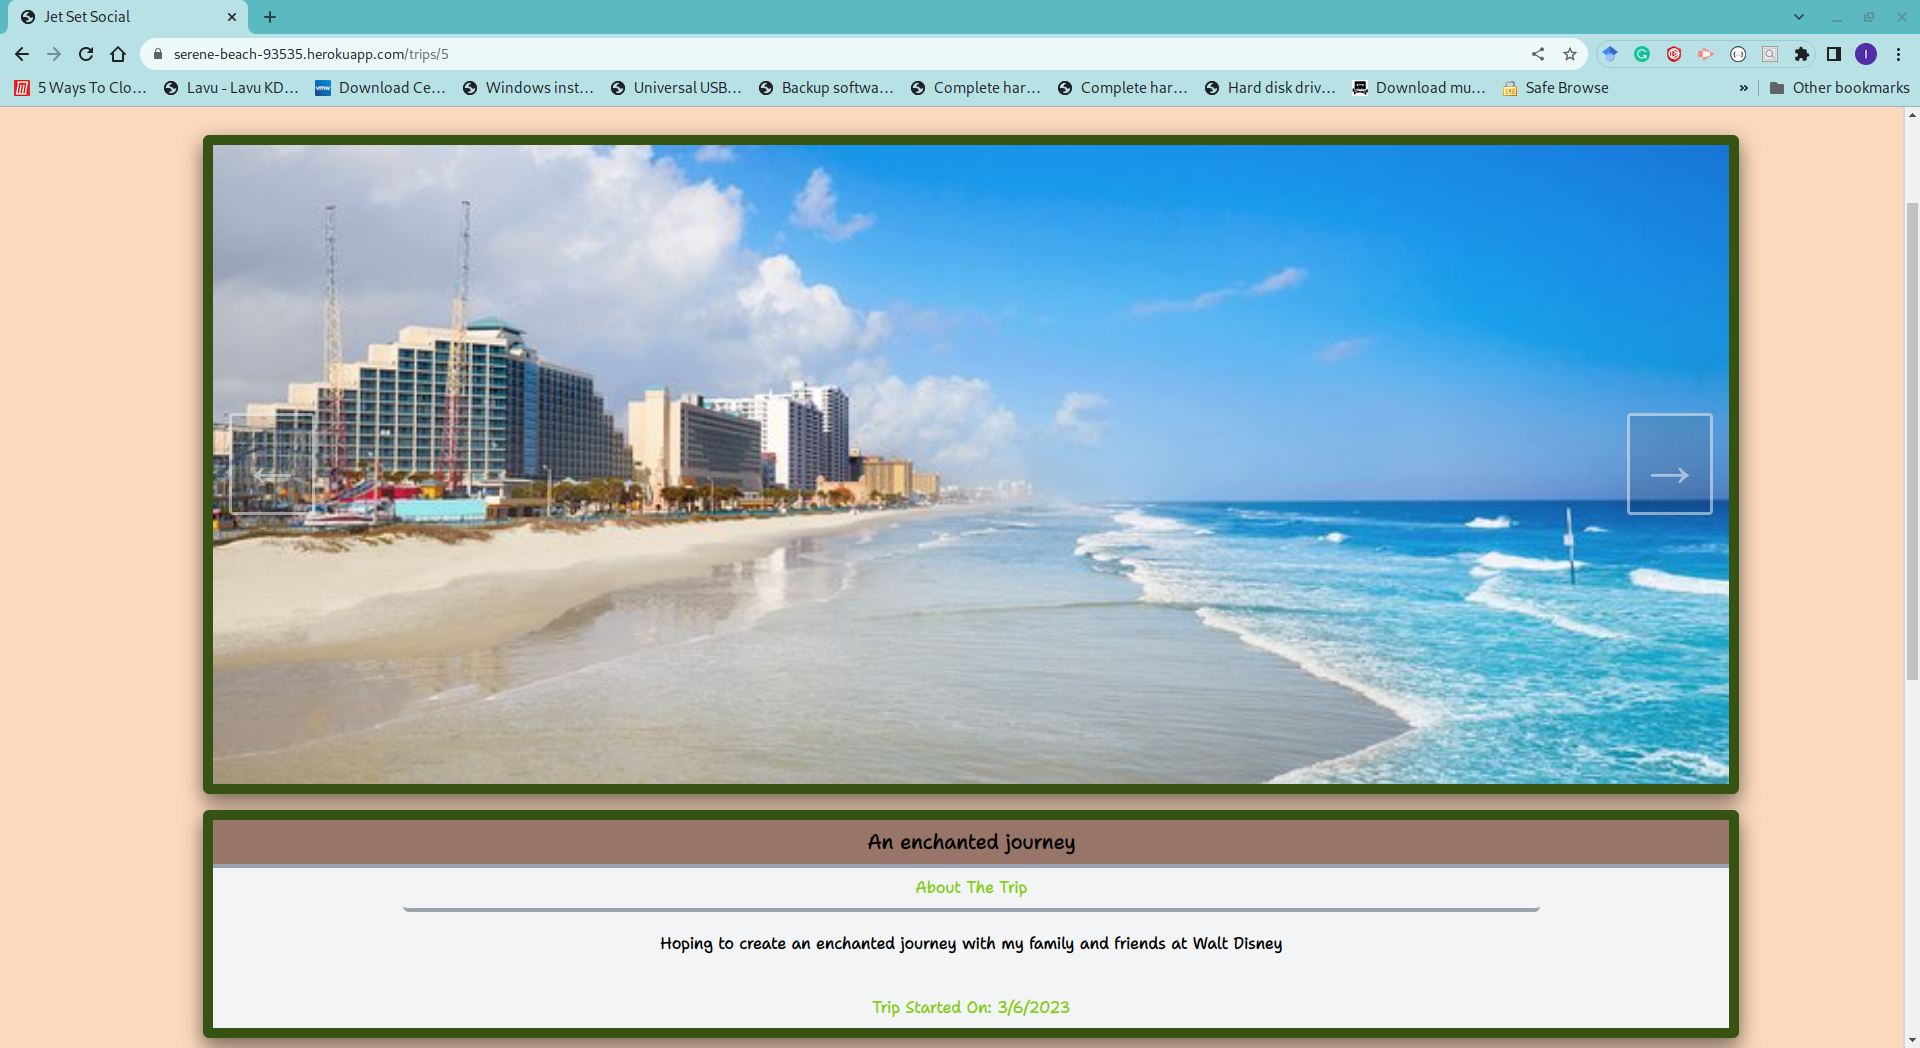 Jet Set Social
serene-beach-93535.herokuapp.com/trips/5
I
5 Ways To Clo...
Lavu - Lavu KD...
vmw
Download Ce...
Windows inst...
Universal USB...
Backup softwa...
Complete har...
Complete har...
Hard disk driv...
Download mu...
Safe Browse
»
Other bookmarks
←
→
An enchanted journey
About The Trip
Hoping to create an enchanted journey with my family and friends at Walt Disney
Trip Started On: 3/6/2023